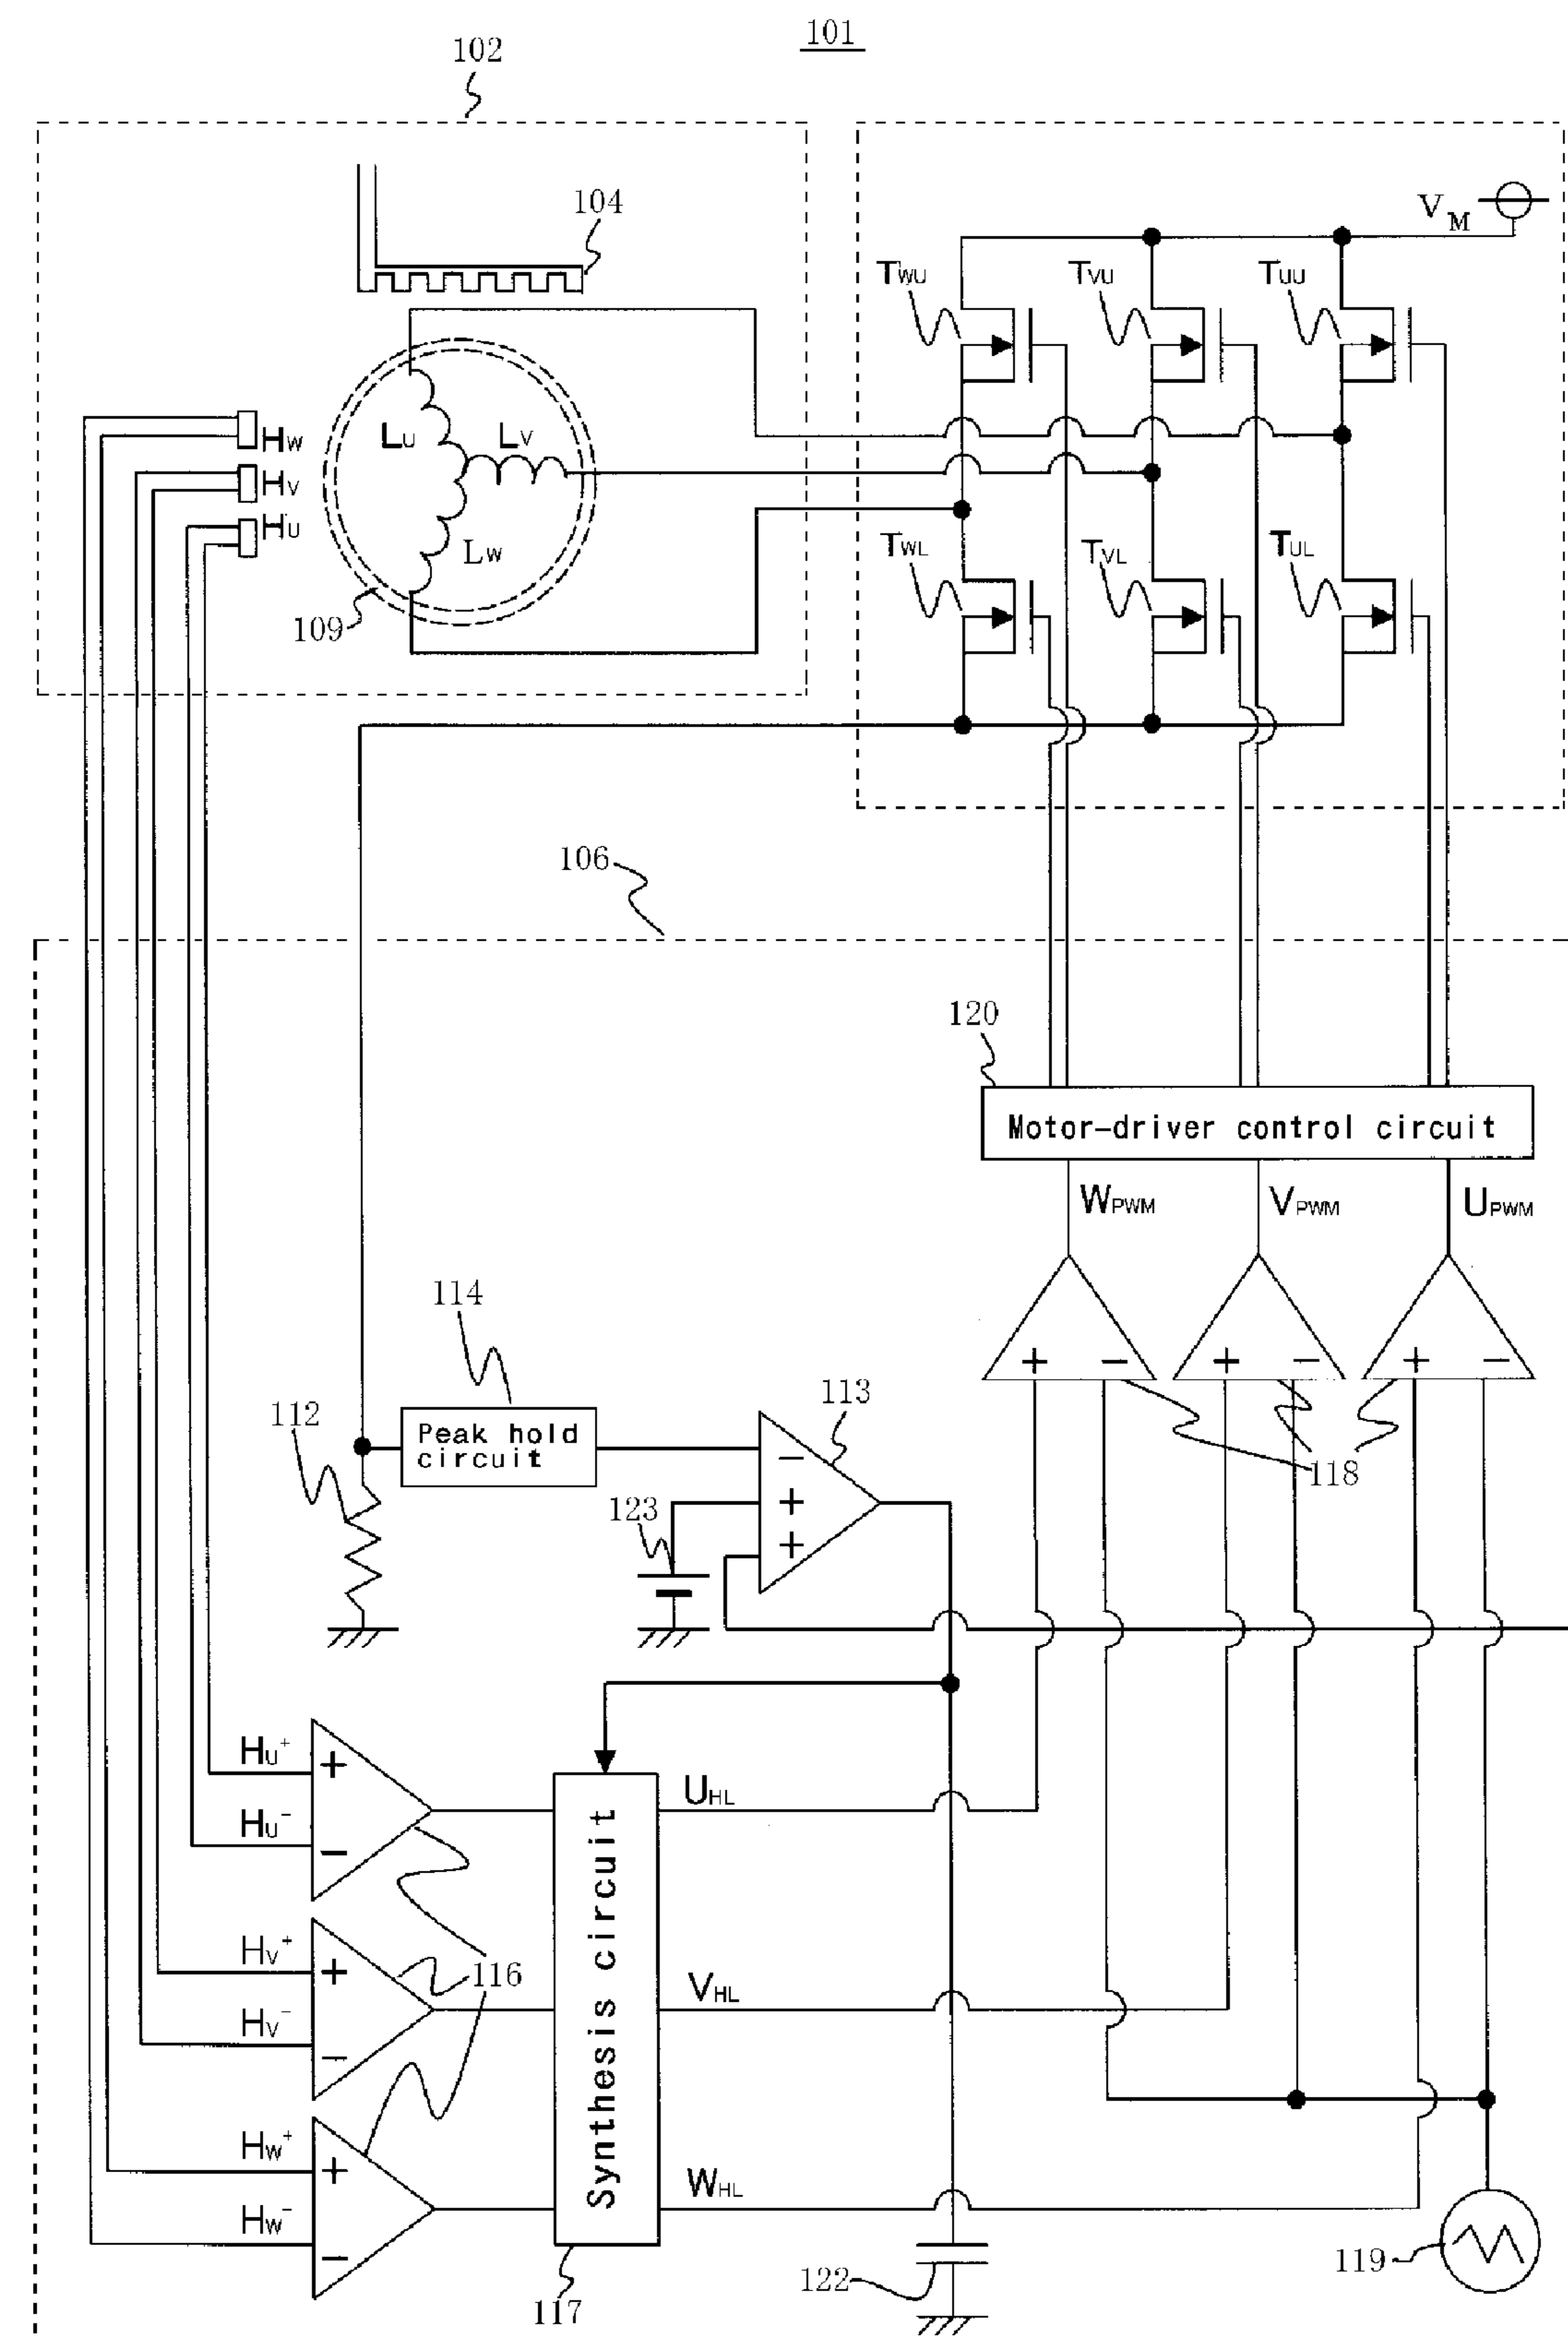 101
102
104
VM
TWU
TVU
TUU
HW
LU
LV
HV
HU
LW
TWL
TVL
TUL
109
106
120
Motor-driver control circuit
WPWM
VPWM
UPWM
114
+ −
+ −
+ −
112
Peak hold
circuit
113
118
−
+
+
123
HU+
+
HU−
−
UHL
Synthesis circuit
HV+
+
116
HV−
−
VHL
HW+
+
HW−
−
WHL
119
122
117